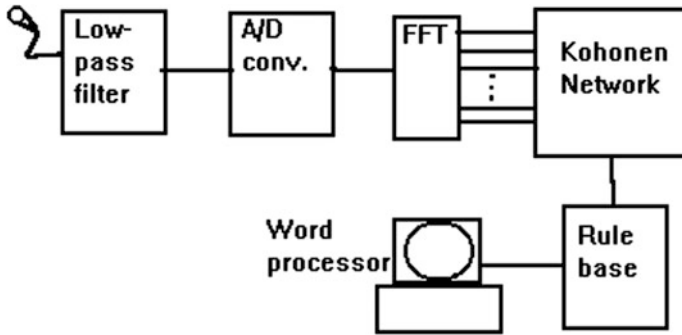 Low-
pass
filter
A/D
conv.
FFT
Kohonen
Network
Word
processor
Rule
base